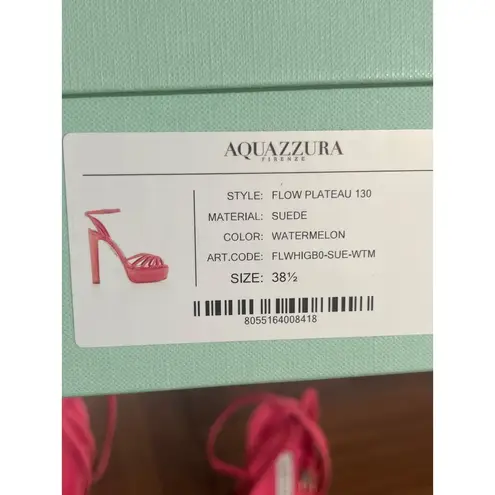 AQUAZZURA
FIRENZE
STYLE: FLOW PLATEAU 130
MATERIAL: SUEDE
COLOR: WATERMELON
ART.CODE: FLWHIGB0-SUE-WTM
SIZE: 38½
8055164008418